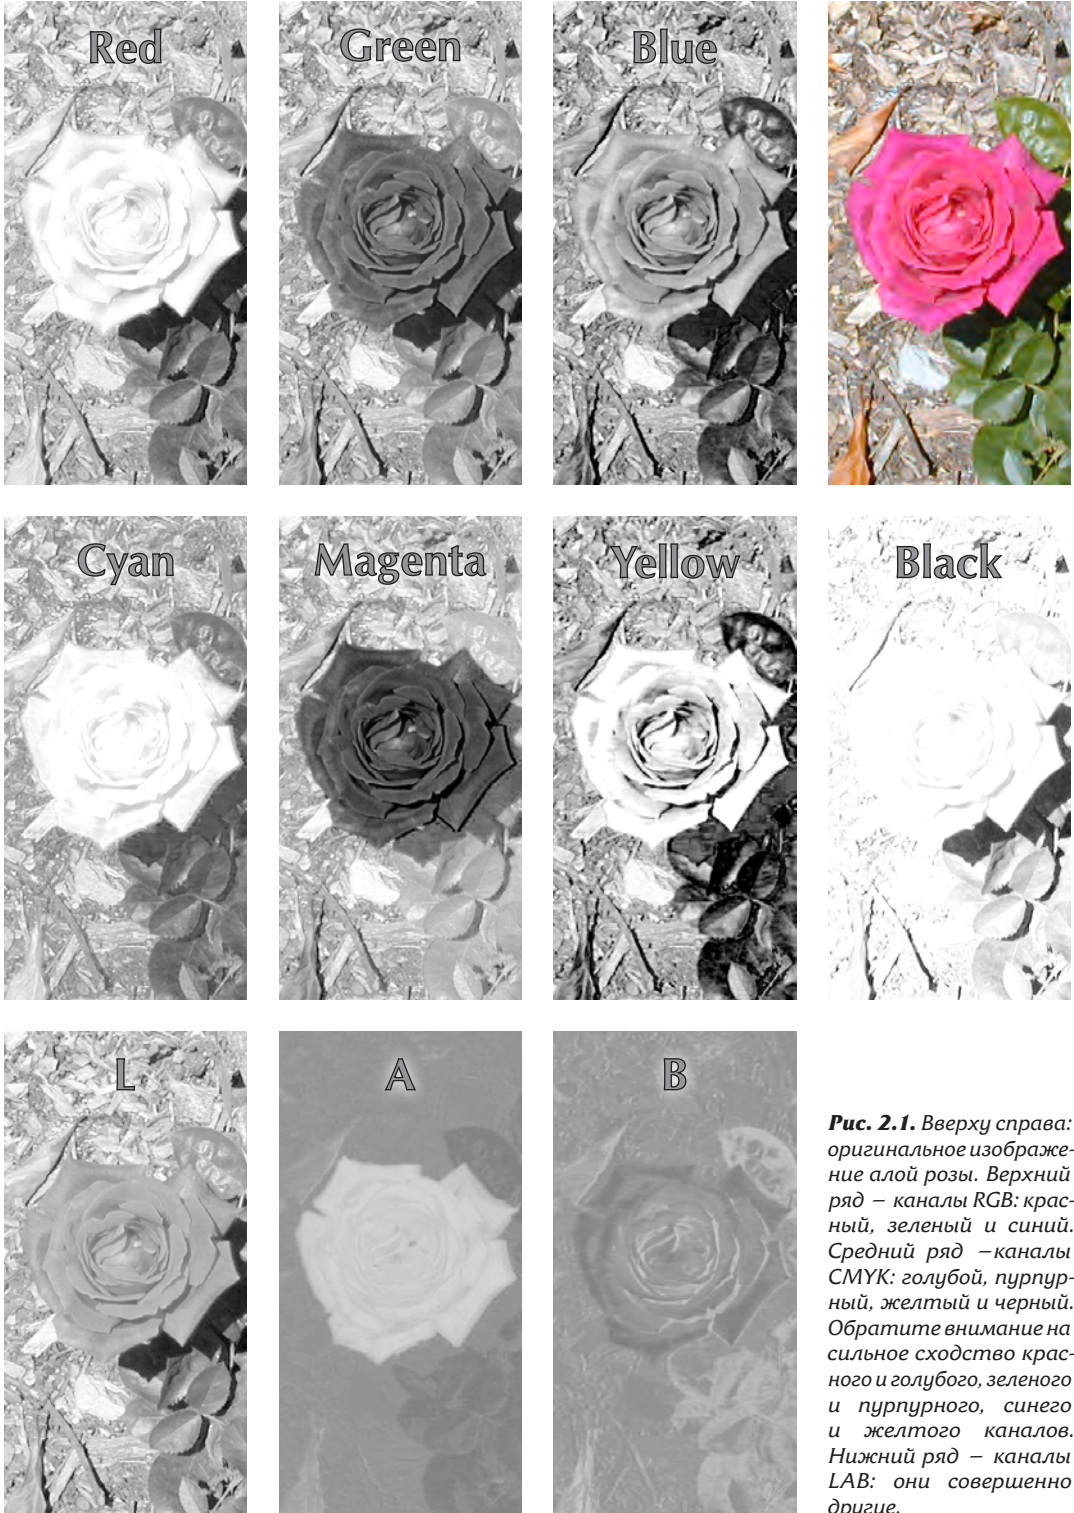 Red
Green
Blue
Cyan
Magenta
Yellow
Black
L
A
B
Рис. 2.1. Вверху справа:
оригинальное изображе-
ние алой розы. Верхний
ряд – каналы RGB: крас-
ный, зеленый и синий.
Средний ряд –каналы
CMYK: голубой, пурпур-
ный, желтый и черный.
Обратите внимание на
сильное сходство крас-
ного и голубого, зеленого
и пурпурного, синего
и желтого каналов.
Нижний ряд – каналы
LAB: они совершенно
другие.